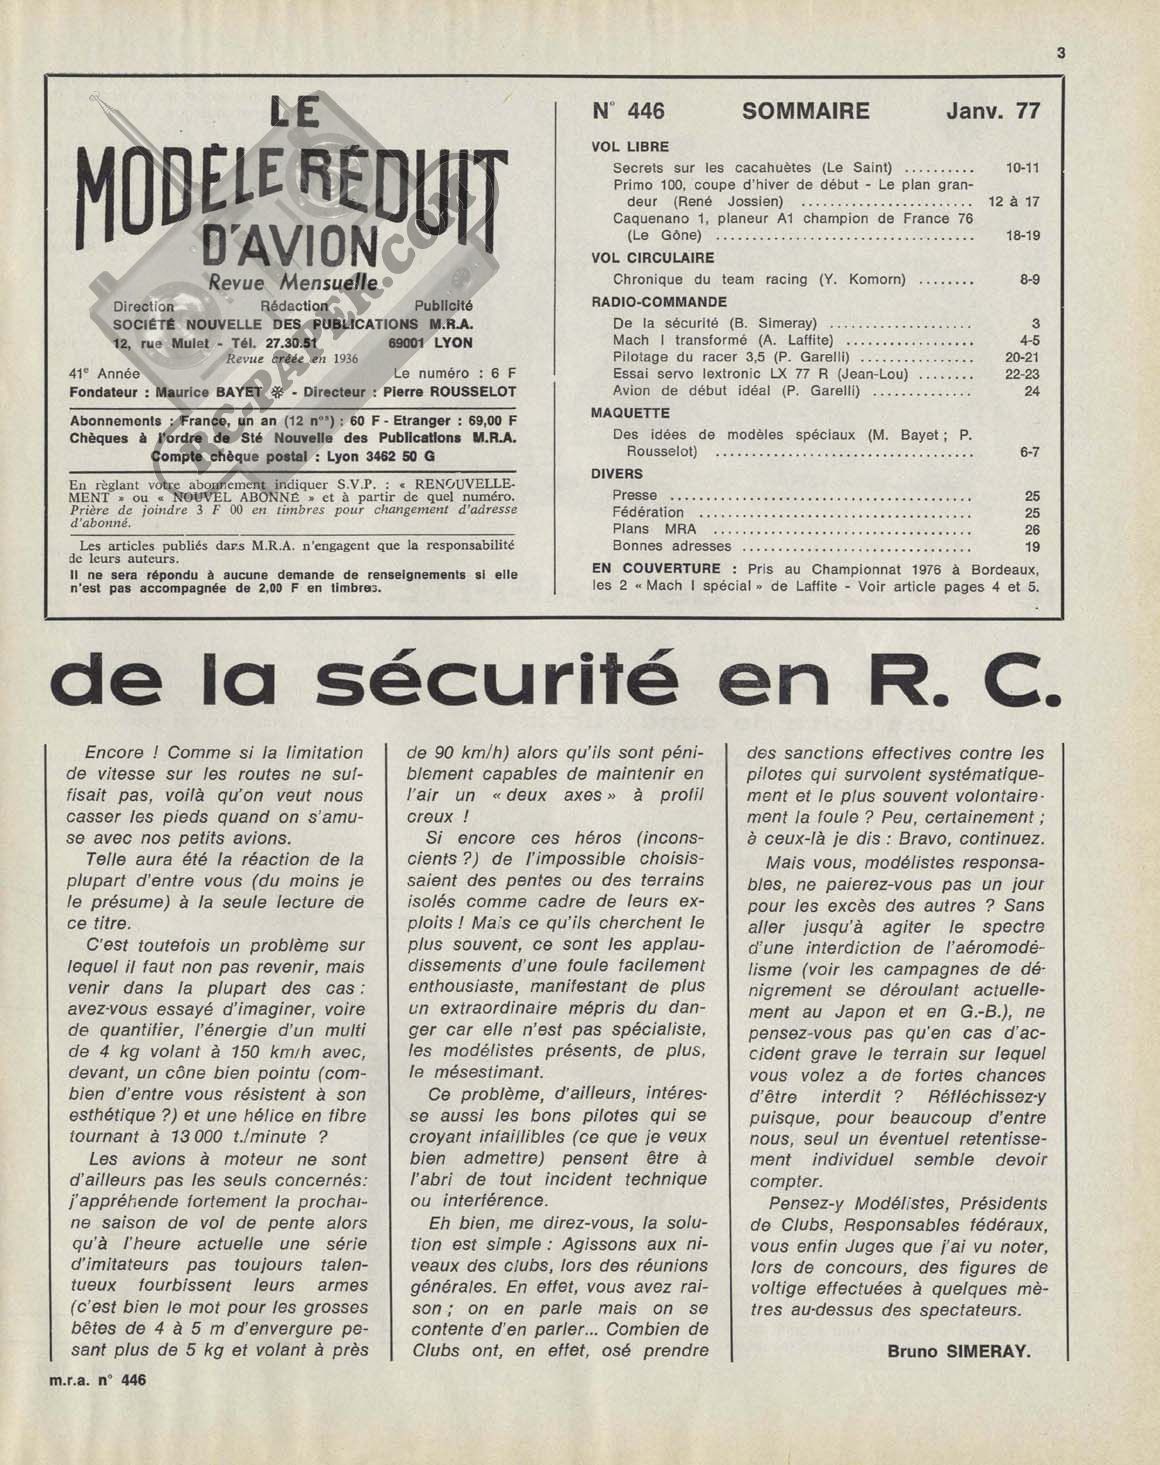 3
LE
MODÈLE RÉDUIT
D'AVION
Revue Mensuelle
Direction Rédaction Publicité
SOCIÉTÉ NOUVELLE DES PUBLICATIONS M.R.A.
12, rue Mulet - Tél. 27.30.51 69001 LYON
Revue créée en 1936
41e Année Le numéro : 6 F
Fondateur : Maurice BAYET ✻ - Directeur : Pierre ROUSSELOT
Abonnements : France, un an (12 nos) : 60 F - Etranger : 69,00 F
Chèques à l'ordre de Sté Nouvelle des Publications M.R.A.
Compte chèque postal : Lyon 3462 50 G
En règlant votre abonnement indiquer S.V.P. : « RENOUVELLE-
MENT » ou « NOUVEL ABONNÉ » et à partir de quel numéro.
Prière de joindre 3 F 00 en timbres pour changement d'adresse
d'abonné.
Les articles publiés dans M.R.A. n'engagent que la responsabilité
de leurs auteurs.
Il ne sera répondu à aucune demande de renseignements si elle
n'est pas accompagnée de 2,00 F en timbres.
RC-PAPER.COM
N° 446 SOMMAIRE Janv. 77
VOL LIBRE
Secrets sur les cacahuètes (Le Saint) .......... 10-11
Primo 100, coupe d'hiver de début - Le plan gran-
deur (René Jossien) ........................ 12 à 17
Caquenano 1, planeur A1 champion de France 76
(Le Gône) .................................... 18-19
VOL CIRCULAIRE
Chronique du team racing (Y. Komorn) ........ 8-9
RADIO-COMMANDE
De la sécurité (B. Simeray) .................... 3
Mach I transformé (A. Laffite) .................. 4-5
Pilotage du racer 3,5 (P. Garelli) ................ 20-21
Essai servo lextronic LX 77 R (Jean-Lou) ........ 22-23
Avion de début idéal (P. Garelli) .............. 24
MAQUETTE
Des idées de modèles spéciaux (M. Bayet ; P.
Rousselot) .................................... 6-7
DIVERS
Presse .......................................... 25
Fédération ...................................... 25
Plans MRA .................................... 26
Bonnes adresses ................................ 19
EN COUVERTURE : Pris au Championnat 1976 à Bordeaux,
les 2 « Mach I spécial » de Laffite - Voir article pages 4 et 5.
de la sécurité en R. C.
Encore ! Comme si la limitation
de vitesse sur les routes ne suf-
fisait pas, voilà qu'on veut nous
casser les pieds quand on s'amu-
se avec nos petits avions.
Telle aura été la réaction de la
plupart d'entre vous (du moins je
le présume) à la seule lecture de
ce titre.
C'est toutefois un problème sur
lequel il faut non pas revenir, mais
venir dans la plupart des cas :
avez-vous essayé d'imaginer, voire
de quantifier, l'énergie d'un multi
de 4 kg volant à 150 km/h avec,
devant, un cône bien pointu (com-
bien d'entre vous résistent à son
esthétique ?) et une hélice en fibre
tournant à 13 000 t./minute ?
Les avions à moteur ne sont
d'ailleurs pas les seuls concernés:
j'appréhende fortement la prochai-
ne saison de vol de pente alors
qu'à l'heure actuelle une série
d'imitateurs pas toujours talen-
tueux fourbissent leurs armes
(c'est bien le mot pour les grosses
bêtes de 4 à 5 m d'envergure pe-
sant plus de 5 kg et volant à près
de 90 km/h) alors qu'ils sont péni-
blement capables de maintenir en
l'air un « deux axes » à profil
creux !
Si encore ces héros (incons-
cients ?) de l'impossible choisis-
saient des pentes ou des terrains
isolés comme cadre de leurs ex-
ploits ! Mais ce qu'ils cherchent le
plus souvent, ce sont les applau-
dissements d'une foule facilement
enthousiaste, manifestant de plus
un extraordinaire mépris du dan-
ger car elle n'est pas spécialiste,
les modélistes présents, de plus,
le mésestimant.
Ce problème, d'ailleurs, intéres-
se aussi les bons pilotes qui se
croyant infaillibles (ce que je veux
bien admettre) pensent être à
l'abri de tout incident technique
ou interférence.
Eh bien, me direz-vous, la solu-
tion est simple : Agissons aux ni-
veaux des clubs, lors des réunions
générales. En effet, vous avez rai-
son ; on en parle mais on se
contente d'en parler... Combien de
Clubs ont, en effet, osé prendre
des sanctions effectives contre les
pilotes qui survolent systématique-
ment et le plus souvent volontaire-
ment la foule ? Peu, certainement ;
à ceux-là je dis : Bravo, continuez.
Mais vous, modélistes responsa-
bles, ne paierez-vous pas un jour
pour les excès des autres ? Sans
aller jusqu'à agiter le spectre
d'une interdiction de l'aéromodé-
lisme (voir les campagnes de dé-
nigrement se déroulant actuelle-
ment au Japon et en G.-B.), ne
pensez-vous pas qu'en cas d'ac-
cident grave le terrain sur lequel
vous volez a de fortes chances
d'être interdit ? Réfléchissez-y
puisque, pour beaucoup d'entre
nous, seul un éventuel retentisse-
ment individuel semble devoir
compter.
Pensez-y Modélistes, Présidents
de Clubs, Responsables fédéraux,
vous enfin Juges que j'ai vu noter,
lors de concours, des figures de
voltige effectuées à quelques mè-
tres au-dessus des spectateurs.
Bruno SIMERAY.
m.r.a. n° 446